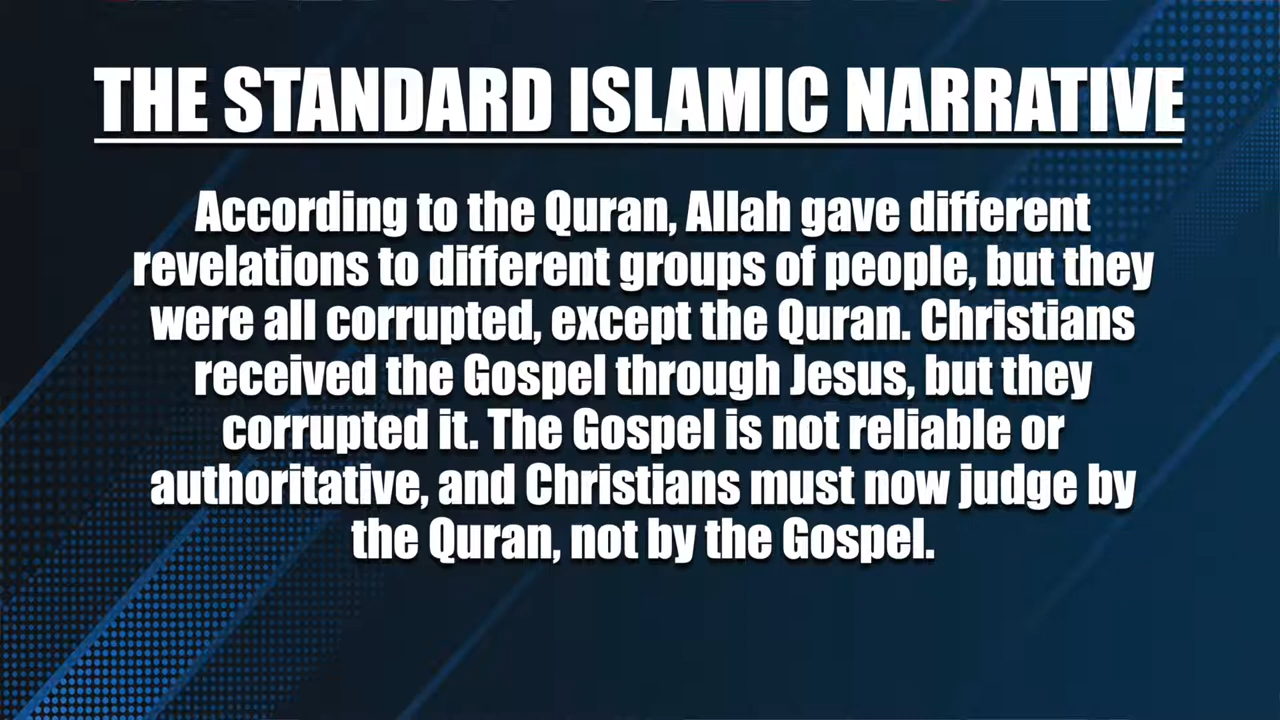 THE STANDARD ISLAMIC NARRATIVE
According to the Quran, Allah gave different
revelations to different groups of people, but they
were all corrupted, except the Quran. Christians
received the Gospel through Jesus, but they
corrupted it. The Gospel is not reliable or
authoritative, and Christians must now judge by
the Quran, not by the Gospel.